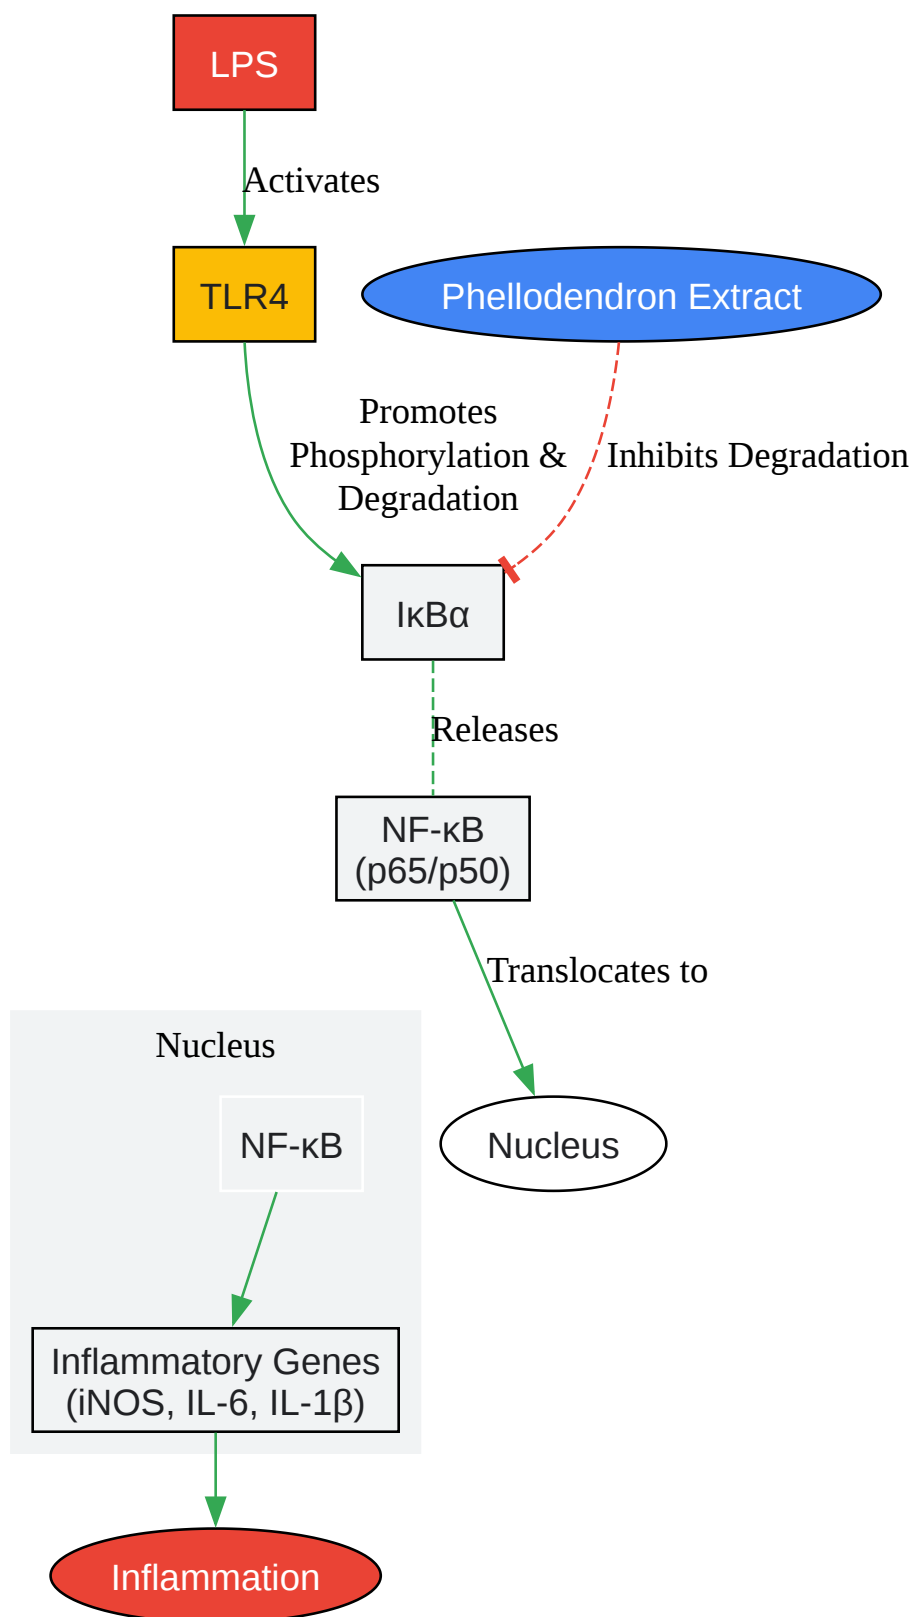 LPS
Activates
TLR4
Phellodendron Extract
Promotes
Phosphorylation &
Degradation
Inhibits Degradation
IκBα
Releases
NF-κB
(p65/p50)
Translocates to
Nucleus
NF-κB
Nucleus
Inflammatory Genes
(iNOS, IL-6, IL-1β)
Inflammation